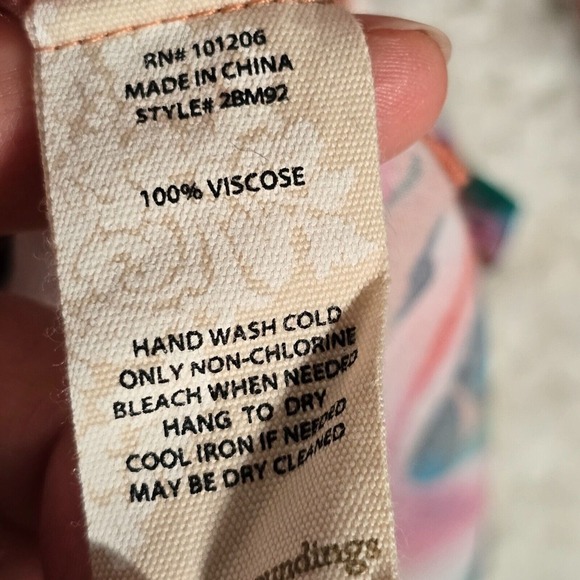 RN# 101206
MADE IN CHINA
STYLE# 2BM92
100% VISCOSE
HAND WASH COLD
ONLY NON-CHLORINE
BLEACH WHEN NEEDED
HANG TO DRY
COOL IRON IF NEEDED
MAY BE DRY CLEANED